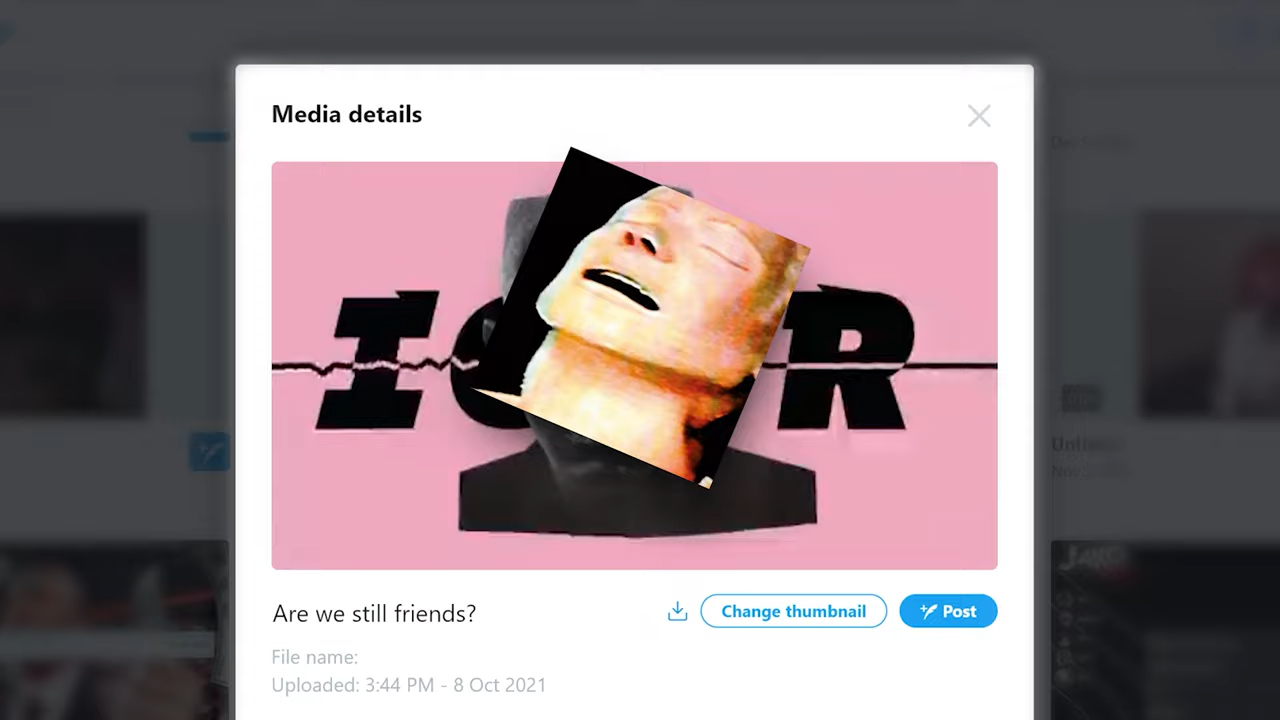 Media details
I R
Are we still friends?
Change thumbnail
Post
File name:
Uploaded: 3:44 PM - 8 Oct 2021